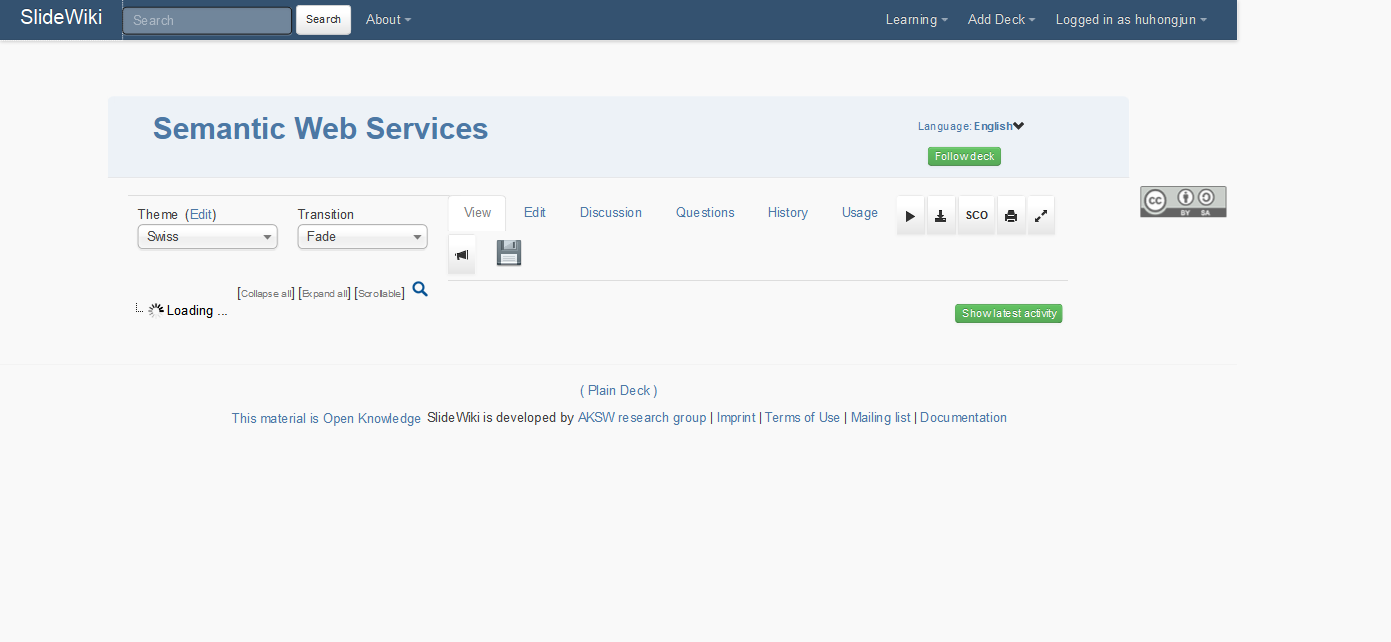 SlideWiki Search Search About Learning Add Deck Logged in as huhongjun
Semantic Web Services
Language: English
Follow deck
cc BY SA
Theme (Edit) Transition
Swiss Fade
View Edit Discussion Questions History Usage SCO
[Collapse all] [Expand all] [Scrollable]
Loading ...
Show latest activity
( Plain Deck )
This material is Open Knowledge SlideWiki is developed by AKSW research group | Imprint | Terms of Use | Mailing list | Documentation